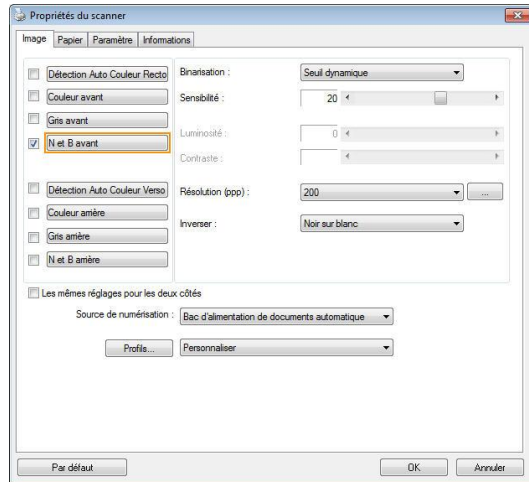 Propriétés du scanner
Image Papier Paramètre Informations
Détection Auto Couleur Recto
Couleur avant
Gris avant
N et B avant
Détection Auto Couleur Verso
Couleur arrière
Gris arrière
N et B arrière
Binarisation : Seuil dynamique
Sensibilité : 20
Luminosité : 0
Contraste :
Résolution (ppp) : 200 ...
Inverser : Noir sur blanc
Les mêmes réglages pour les deux côtés
Source de numérisation : Bac d'alimentation de documents automatique
Profils... Personnaliser
Par défaut OK Annuler